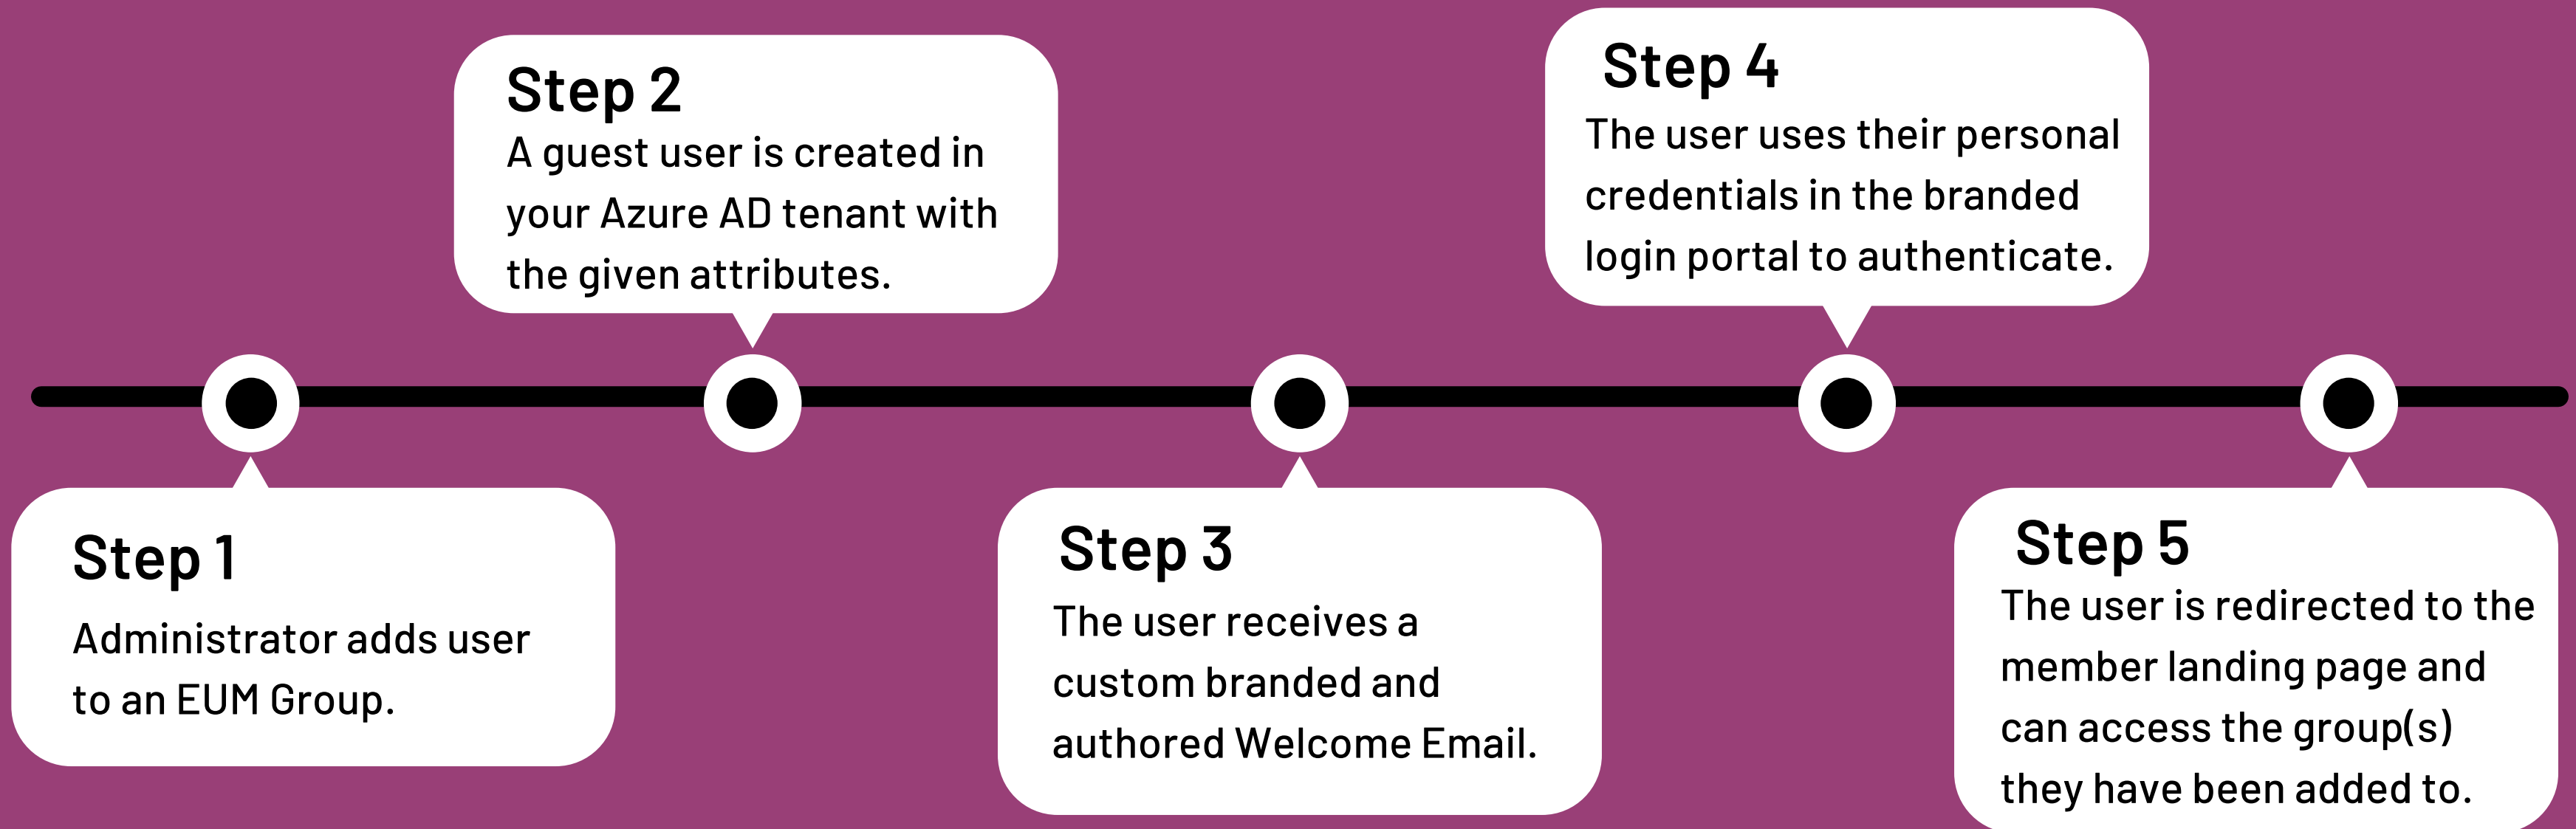 Step 1
Administrator adds user
to an EUM Group.
Step 2
A guest user is created in
your Azure AD tenant with
the given attributes.
Step 3
The user receives a
custom branded and
authored Welcome Email.
Step 4
The user uses their personal
credentials in the branded
login portal to authenticate.
Step 5
The user is redirected to the
member landing page and
can access the group(s)
they have been added to.